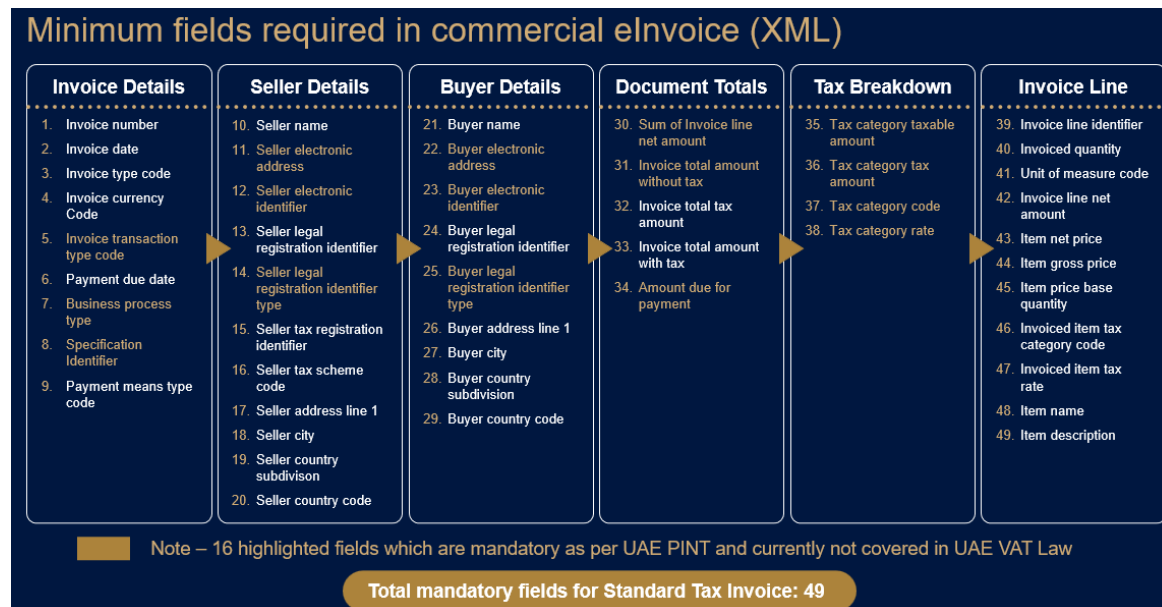 Minimum fields required in commercial eInvoice (XML)
Invoice Details
1. Invoice number
2. Invoice date
3. Invoice type code
4. Invoice currency
Code
5. Invoice transaction
type code
6. Payment due date
7. Business process
type
8. Specification
Identifier
9. Payment means type
code
Seller Details
10. Seller name
11. Seller electronic
address
12. Seller electronic
identifier
13. Seller legal
registration identifier
14. Seller legal
registration identifier
type
15. Seller tax registration
identifier
16. Seller tax scheme
code
17. Seller address line 1
18. Seller city
19. Seller country
subdivison
20. Seller country code
Buyer Details
21. Buyer name
22. Buyer electronic
address
23. Buyer electronic
identifier
24. Buyer legal
registration identifier
25. Buyer legal
registration identifier
type
26. Buyer address line 1
27. Buyer city
28. Buyer country
subdivision
29. Buyer country code
Document Totals
30. Sum of Invoice line
net amount
31. Invoice total amount
without tax
32. Invoice total tax
amount
33. Invoice total amount
with tax
34. Amount due for
payment
Tax Breakdown
35. Tax category taxable
amount
36. Tax category tax
amount
37. Tax category code
38. Tax category rate
Invoice Line
39. Invoice line identifier
40. Invoiced quantity
41. Unit of measure code
42. Invoice line net
amount
43. Item net price
44. Item gross price
45. Item price base
quantity
46. Invoiced item tax
category code
47. Invoiced item tax
rate
48. Item name
49. Item description
Note – 16 highlighted fields which are mandatory as per UAE PINT and currently not covered in UAE VAT Law
Total mandatory fields for Standard Tax Invoice: 49